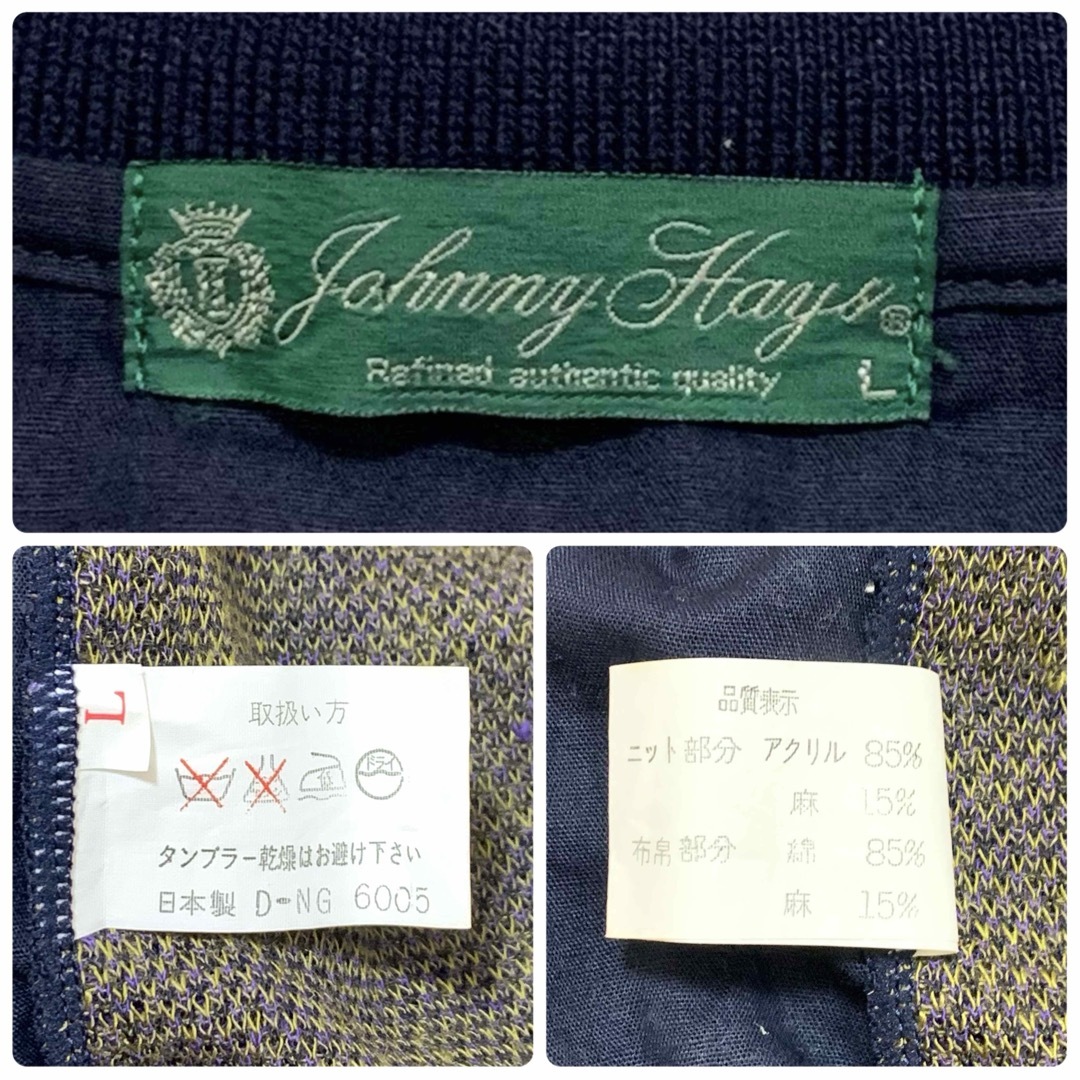 Johnny Hays®
Refined authentic quality L
L
取扱い方
ドライ
タンブラー乾燥はお避け下さい
日本製 D-NG 6005
品質表示
ニット部分 アクリル 85%
麻 15%
布帛部分 綿 85%
麻 15%